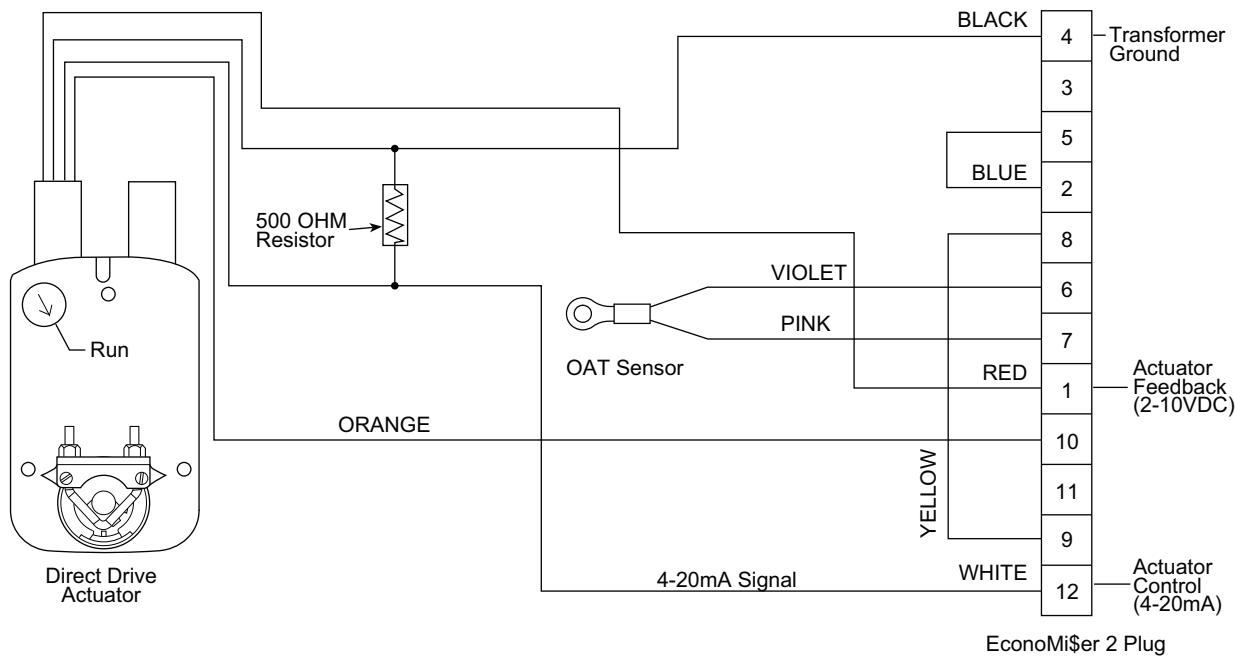 BLACK
4
Transformer
Ground
3
5
BLUE
2
500 OHM
Resistor
8
VIOLET
6
Run
PINK
7
OAT Sensor
RED
1
Actuator
Feedback
(2-10VDC)
ORANGE
10
YELLOW
11
9
Direct Drive
Actuator
4-20mA Signal
WHITE
12
Actuator
Control
(4-20mA)
EconoMi$er 2 Plug